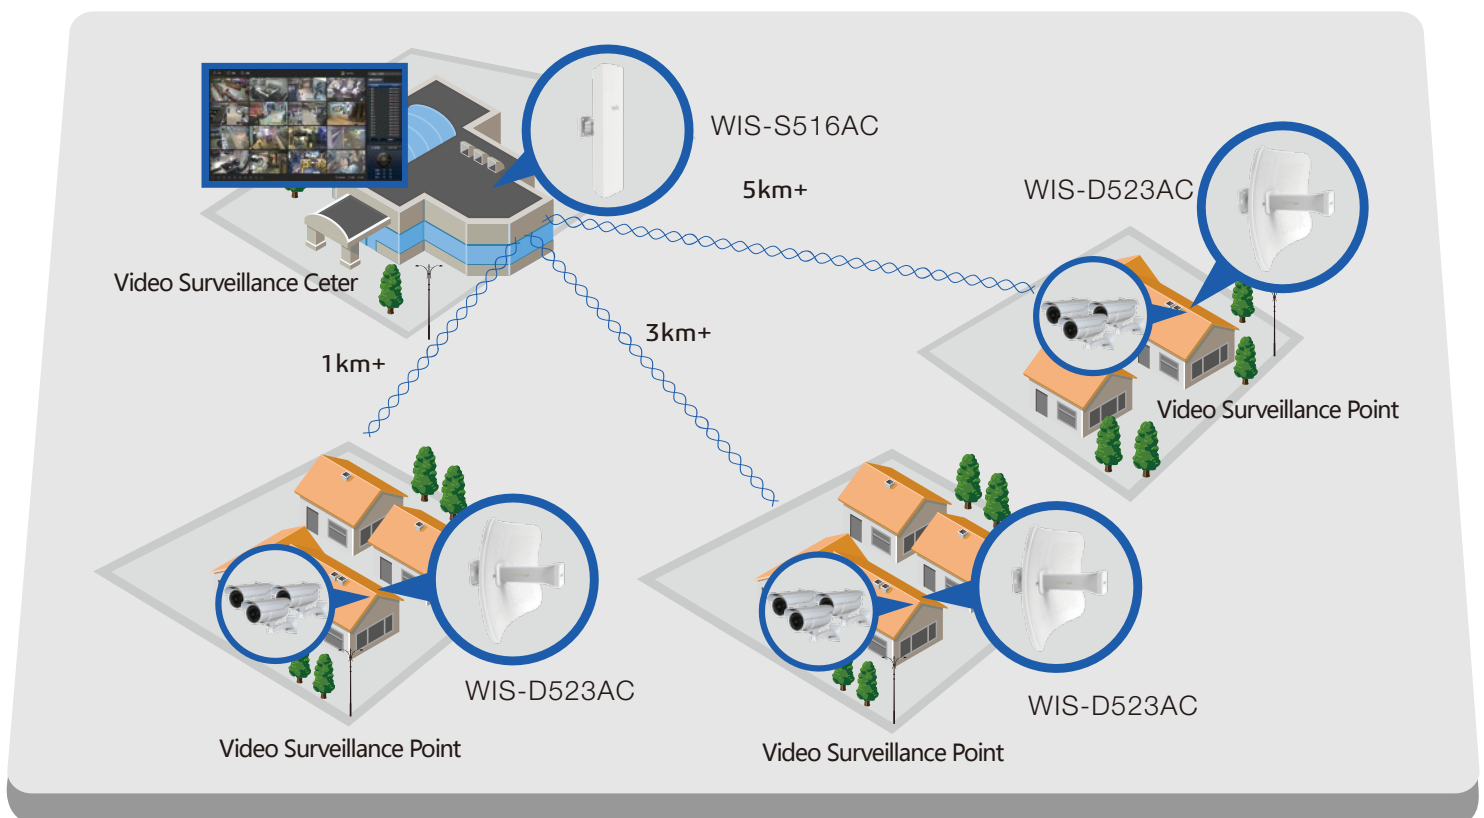 WIS-S516AC
5km+
WIS-D523AC
Video Surveillance Ceter
3km+
1km+
Video Surveillance Point
WIS-D523AC
WIS-D523AC
Video Surveillance Point
Video Surveillance Point